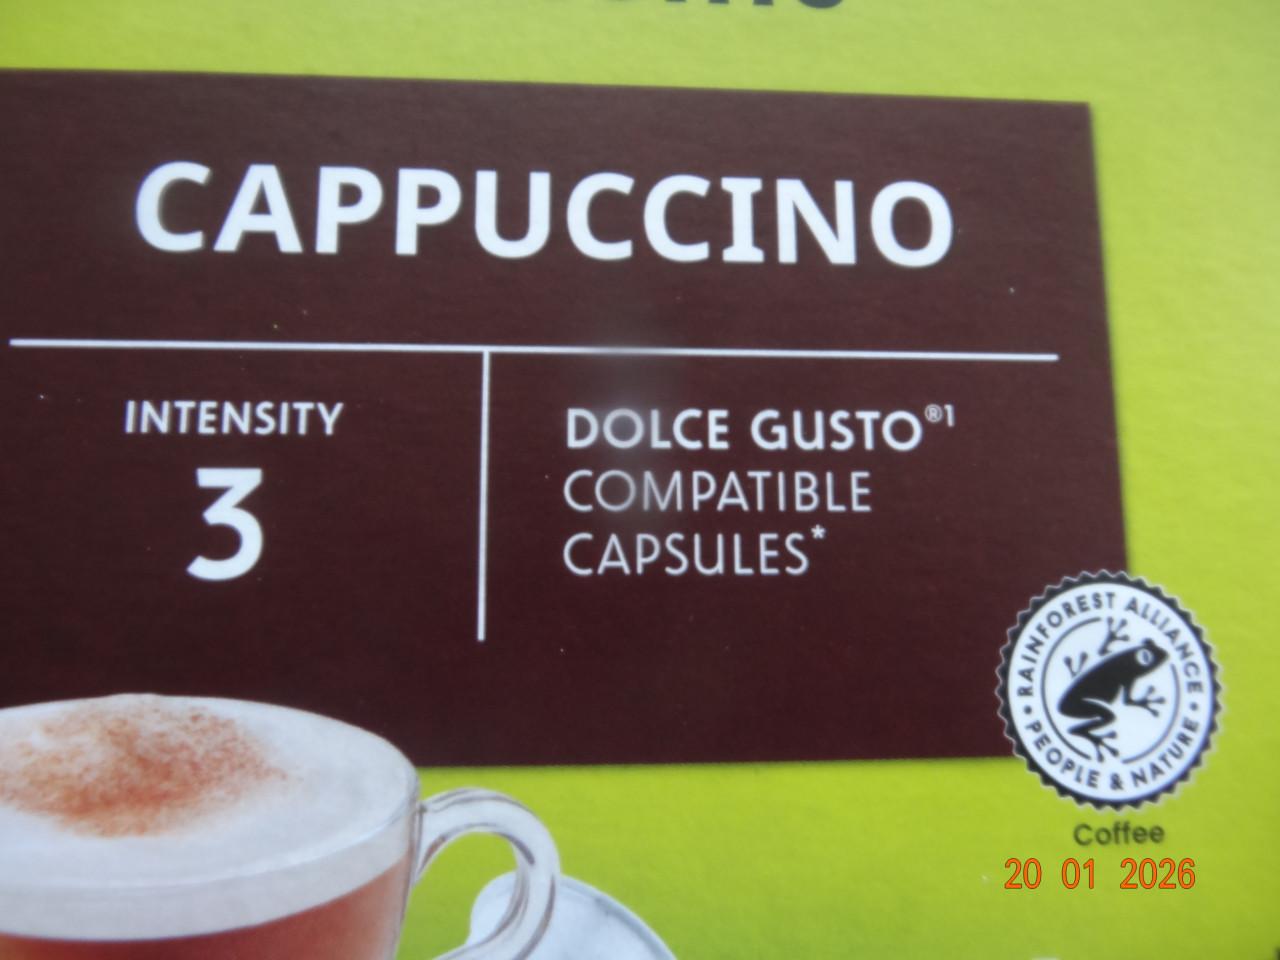 CAPPUCCINO
INTENSITY
3
DOLCE GUSTO®1
COMPATIBLE
CAPSULES*
RAINFOREST ALLIANCE
• PEOPLE & NATURE •
Coffee
20 01 2026